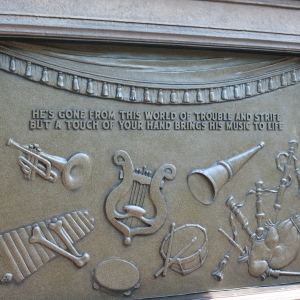 HE'S GONE FROM THIS WORLD OF TROUBLE AND STRIFE
BUT A TOUCH OF YOUR HAND BRINGS HIS MUSIC TO LIFE